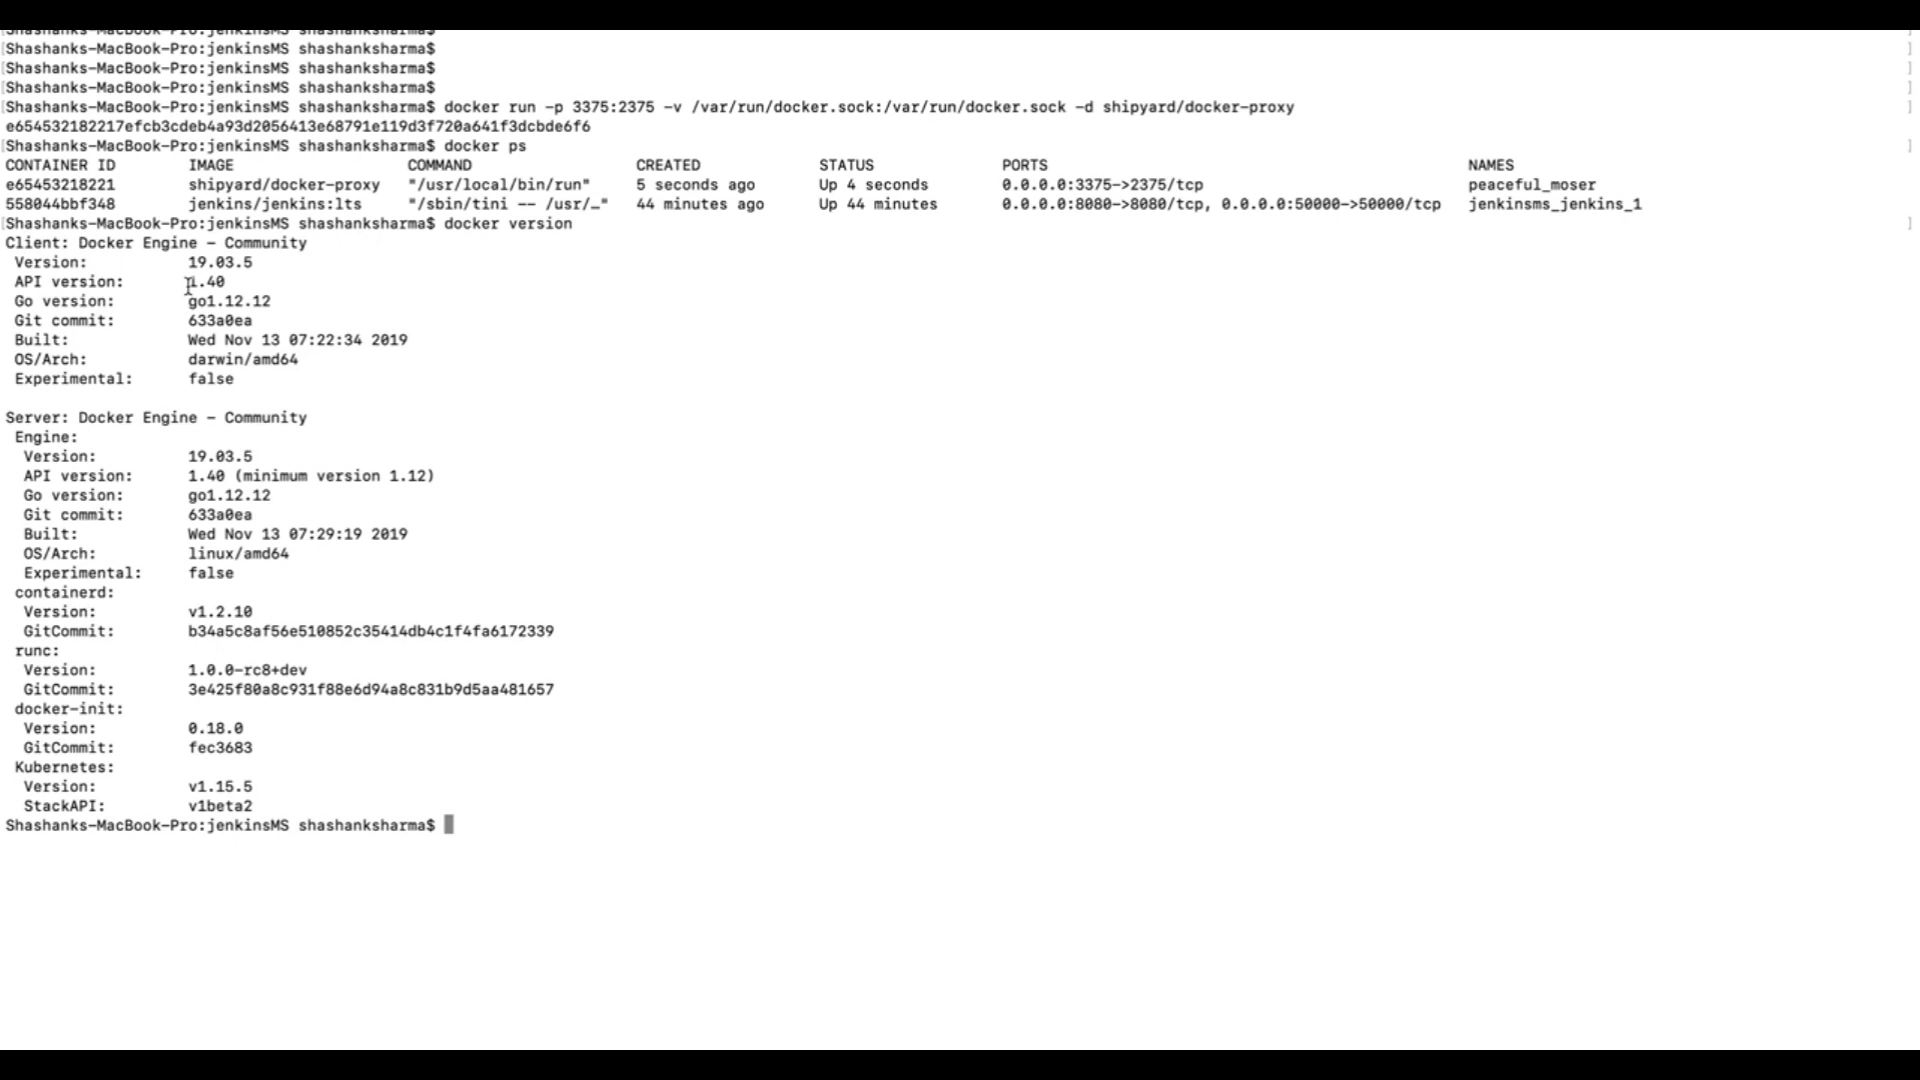 Shashanks-MacBook-Pro:jenkinsMS shashanksharma$
[Shashanks-MacBook-Pro:jenkinsMS shashanksharma$ ]
[Shashanks-MacBook-Pro:jenkinsMS shashanksharma$ ]
[Shashanks-MacBook-Pro:jenkinsMS shashanksharma$ ]
[Shashanks-MacBook-Pro:jenkinsMS shashanksharma$ docker run -p 3375:2375 -v /var/run/docker.sock:/var/run/docker.sock -d shipyard/docker-proxy ]
e654532182217efcb3cdeb4a93d2056413e68791e119d3f720a641f3dcbde6f6
[Shashanks-MacBook-Pro:jenkinsMS shashanksharma$ docker ps ]
CONTAINER ID IMAGE COMMAND CREATED STATUS PORTS NAMES
e65453218221 shipyard/docker-proxy "/usr/local/bin/run" 5 seconds ago Up 4 seconds 0.0.0.0:3375->2375/tcp peaceful_moser
558044bbf348 jenkins/jenkins:lts "/sbin/tini -- /usr/…" 44 minutes ago Up 44 minutes 0.0.0.0:8080->8080/tcp, 0.0.0.0:50000->50000/tcp jenkinsms_jenkins_1
[Shashanks-MacBook-Pro:jenkinsMS shashanksharma$ docker version ]
Client: Docker Engine - Community
Version: 19.03.5
API version: 1.40
Go version: go1.12.12
Git commit: 633a0ea
Built: Wed Nov 13 07:22:34 2019
OS/Arch: darwin/amd64
Experimental: false
Server: Docker Engine - Community
Engine:
Version: 19.03.5
API version: 1.40 (minimum version 1.12)
Go version: go1.12.12
Git commit: 633a0ea
Built: Wed Nov 13 07:29:19 2019
OS/Arch: linux/amd64
Experimental: false
containerd:
Version: v1.2.10
GitCommit: b34a5c8af56e510852c35414db4c1f4fa6172339
runc:
Version: 1.0.0-rc8+dev
GitCommit: 3e425f80a8c931f88e6d94a8c831b9d5aa481657
docker-init:
Version: 0.18.0
GitCommit: fec3683
Kubernetes:
Version: v1.15.5
StackAPI: v1beta2
Shashanks-MacBook-Pro:jenkinsMS shashanksharma$